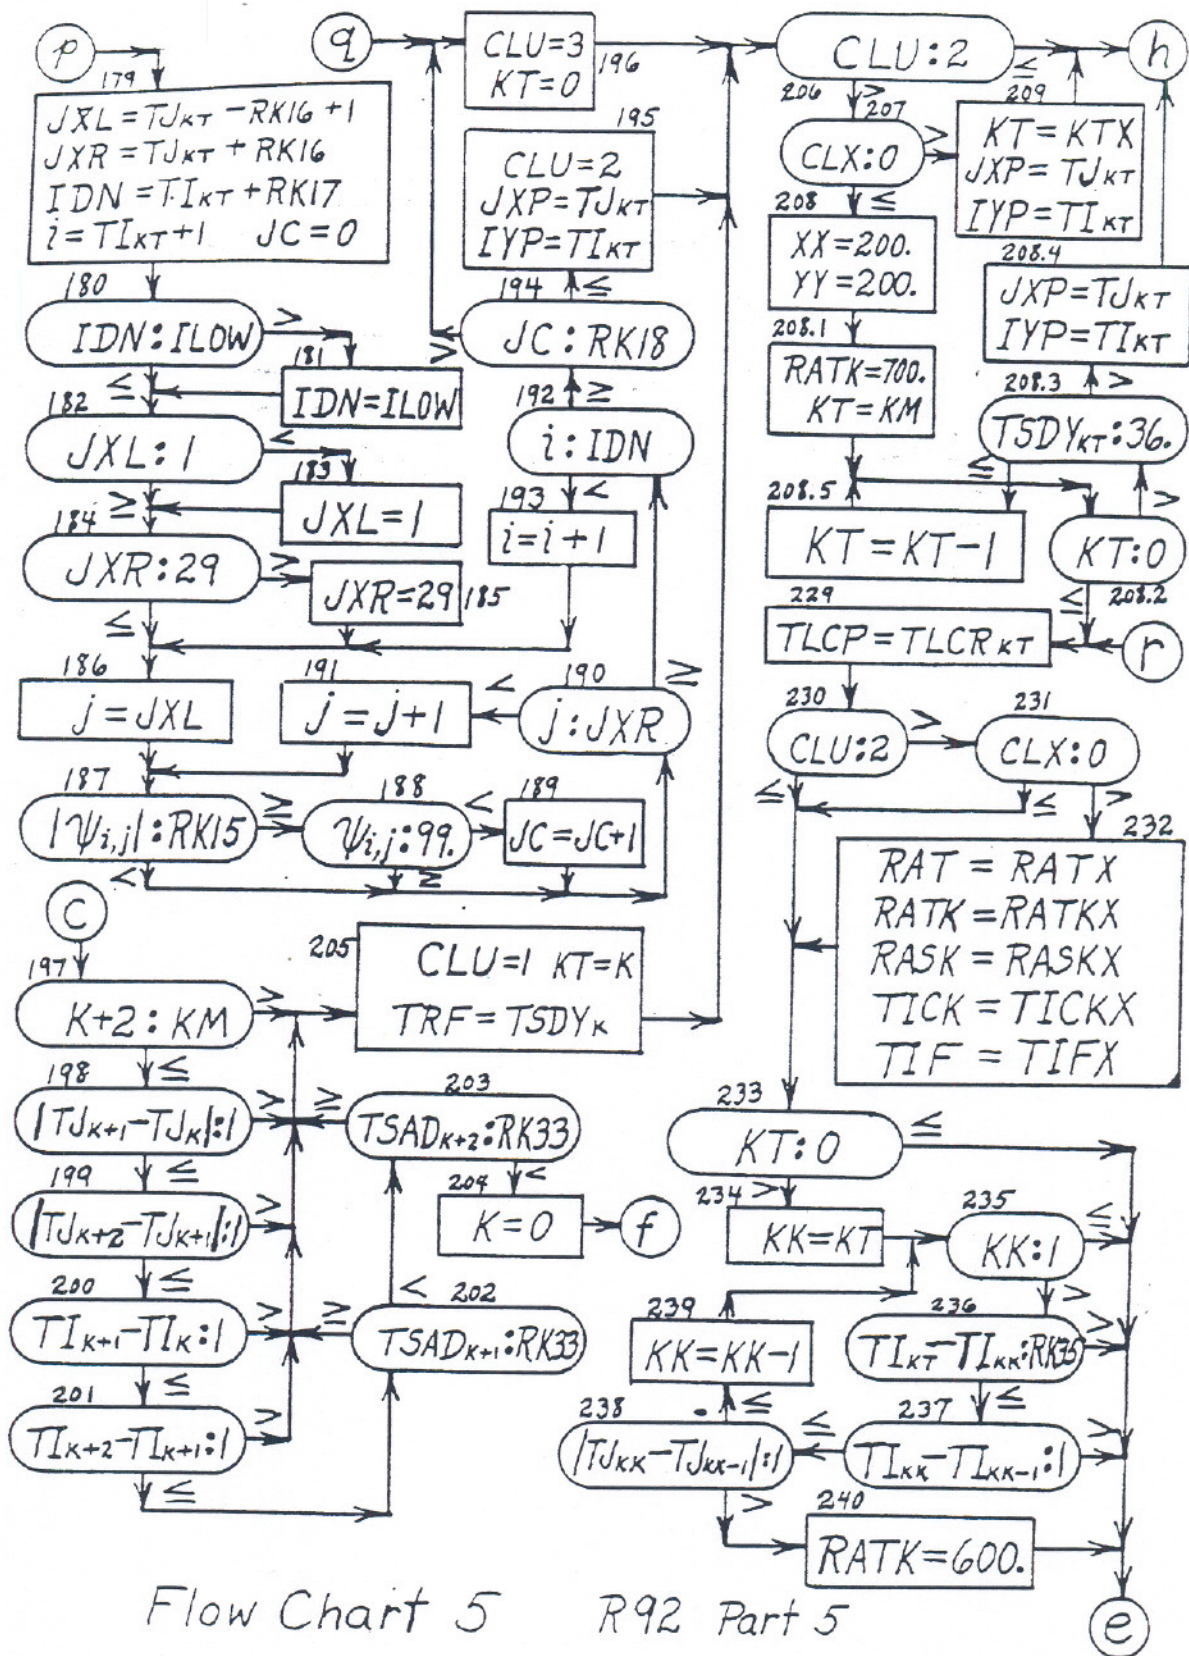 p
179
JXL=TJKT-RK16+1
JXR=TJKT+RK16
IDN=TIKT+RK17
i=TIKT+1 JC=0
180
IDN:ILOW
>
≤
181
IDN=ILOW
182
JXL:1
<
≥
183
JXL=1
184
JXR:29
>
≤
JXR=29
185
186
j=JXL
191
j=j+1
<
190
j:JXR
≥
187
|ψi,j|:RK15
≥
<
188
ψi,j:99.
<
≥
189
JC=JC+1
q
CLU=3
KT=0
196
195
CLU=2
JXP=TJKT
IYP=TIKT
194
≤
JC:RK18
>
192
≥
i:IDN
193
<
i=i+1
c
197
K+2:KM
>
≤
198
|TJK+1-TJK|:1
>
≤
199
|TJK+2-TJK+1|:1
>
≤
200
TIK+1-TIK:1
>
≤
201
TIK+2-TIK+1:1
>
≤
205
CLU=1 KT=K
TRF=TSDYK
203
≥
TSAD K+2:RK33
<
204
K=0
f
202
<
≥
TSAD K+1:RK33
CLU:2
≤
206
>
h
207
CLX:0
>
≤
209
KT=KTX
JXP=TJKT
IYP=TIKT
208
XX=200.
YY=200.
208.1
RATK=700.
KT=KM
208.4
JXP=TJKT
IYP=TIKT
208.3
>
TSDYKT:36.
≤
208.5
KT=KT-1
>
KT:0
≤
208.2
r
229
TLCP=TLCRKT
230
CLU:2
>
≤
231
CLX:0
≤
>
232
RAT=RATX
RATK=RATKX
RASK=RASKX
TICK=TICKX
TIF=TIFX
233
KT:0
≤
234
>
KK=KT
235
KK:1
≤
>
236
TIKT-TIKK:RK35
>
≤
237
TIKK-TIKK-1:1
>
≤
238
|TJKK-TJKK-1|:1
≤
>
239
KK=KK-1
240
RATK=600.
e
Flow Chart 5 R92 Part 5